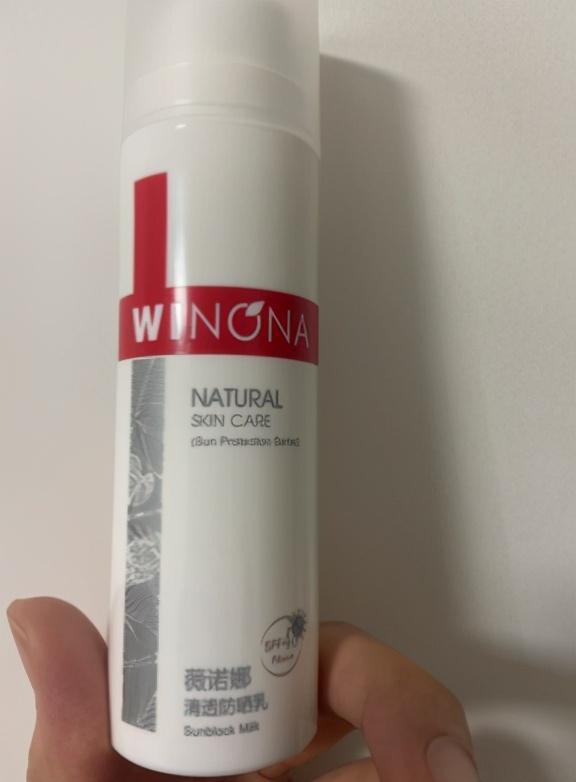 WINONA
NATURAL
SKIN CARE
薇诺娜
清透防晒乳
Sunblock Milk